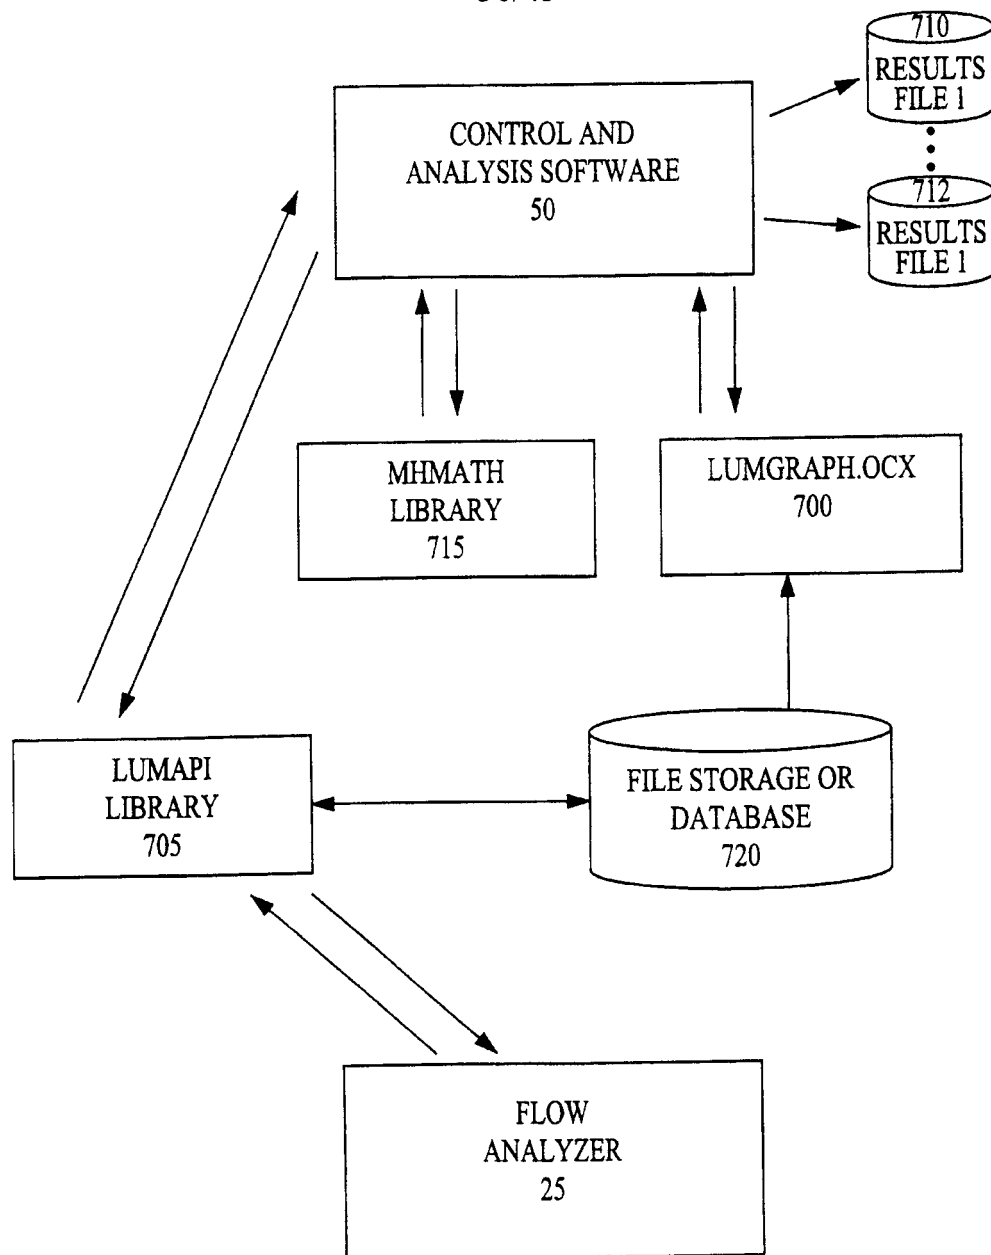 710
RESULTS
FILE 1
CONTROL AND
ANALYSIS SOFTWARE
50
712
RESULTS
FILE 1
MHMATH
LIBRARY
715
LUMGRAPH.OCX
700
LUMAPI
LIBRARY
705
FILE STORAGE OR
DATABASE
720
FLOW
ANALYZER
25